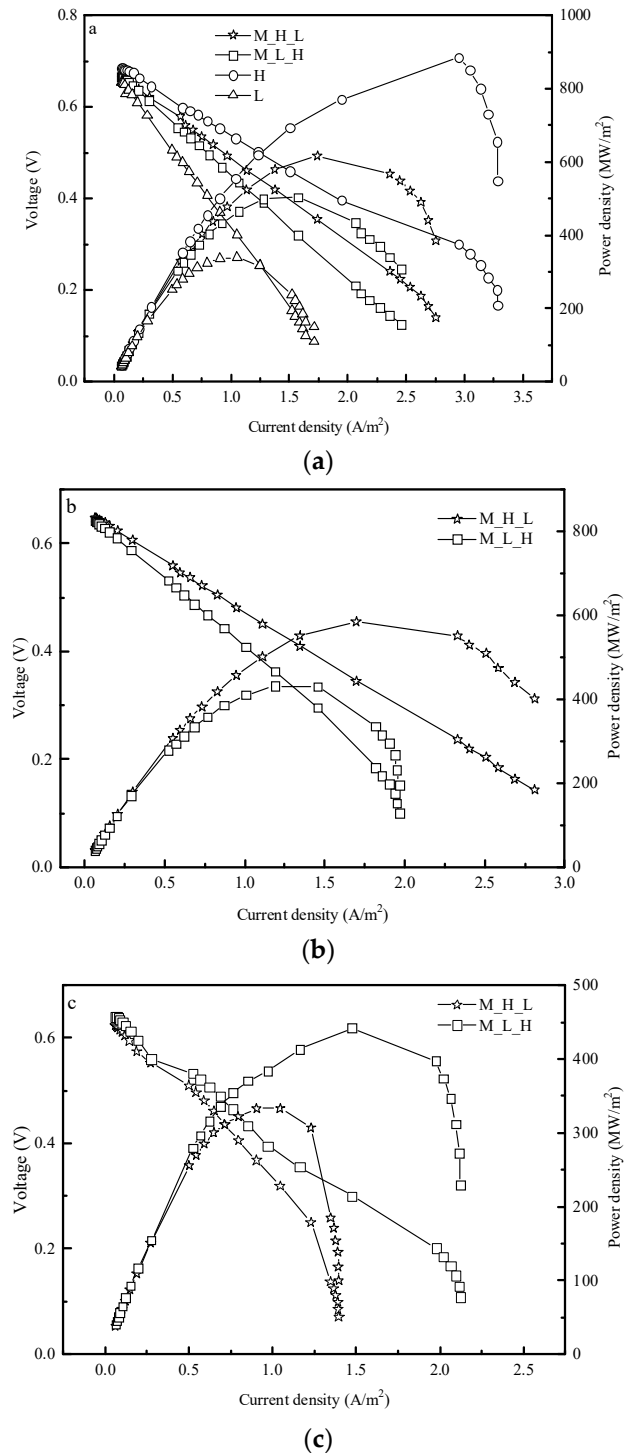 a
M_H_L
M_L_H
H
L
0.8
0.6
0.4
0.2
0.0
Voltage (V)
1000
800
600
400
200
0
Power density (MW/m²)
0.0 0.5 1.0 1.5 2.0 2.5 3.0 3.5
Current density (A/m²)
(a)
b
M_H_L
M_L_H
0.6
0.4
0.2
0.0
Voltage (V)
800
600
400
200
0
Power density (MW/m²)
0.0 0.5 1.0 1.5 2.0 2.5 3.0
Current density (A/m²)
(b)
c
M_H_L
M_L_H
0.6
0.4
0.2
0.0
Voltage (V)
500
400
300
200
100
0
Power density (MW/m²)
0.0 0.5 1.0 1.5 2.0 2.5
Current density (A/m²)
(c)